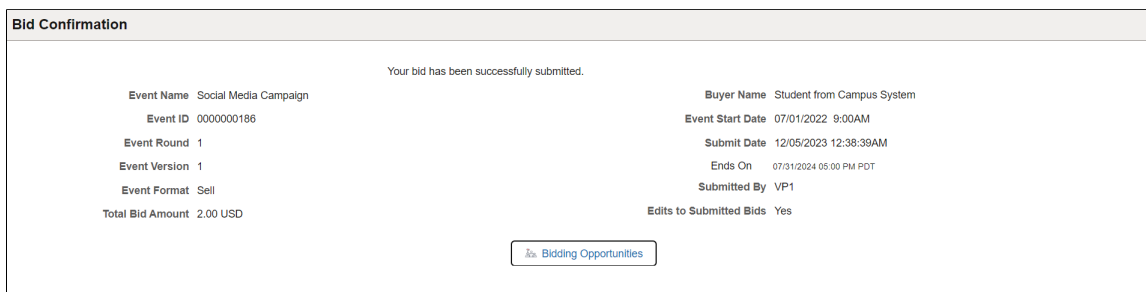 Bid Confirmation
Your bid has been successfully submitted.
Event Name Social Media Campaign
Event ID 0000000186
Event Round 1
Event Version 1
Event Format Sell
Total Bid Amount 2.00 USD
Buyer Name Student from Campus System
Event Start Date 07/01/2022 9:00AM
Submit Date 12/05/2023 12:38:39AM
Ends On 07/31/2024 05:00 PM PDT
Submitted By VP1
Edits to Submitted Bids Yes
Bidding Opportunities